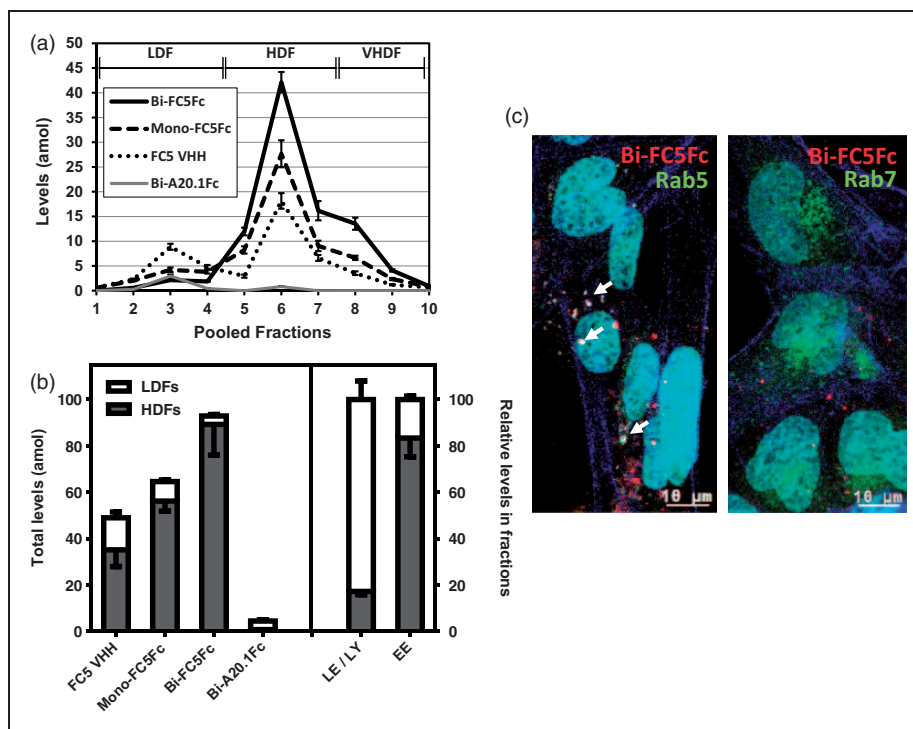 (a)
LDF HDF VHDF
50
45
40
35
30
25
20
15
10
5
0
Levels (amol)
Bi-FC5Fc
Mono-FC5Fc
FC5 VHH
Bi-A20.1Fc
1 2 3 4 5 6 7 8 9 10
Pooled Fractions
(b)
LDFs
HDFs
100
80
60
40
20
0
Total levels (amol)
100
80
60
40
20
0
Relative levels in fractions
FC5 VHH
Mono-FC5Fc
Bi-FC5Fc
Bi-A20.1Fc
LE / LY
EE
(c)
Bi-FC5Fc
Rab5
10 µm
Bi-FC5Fc
Rab7
10 µm